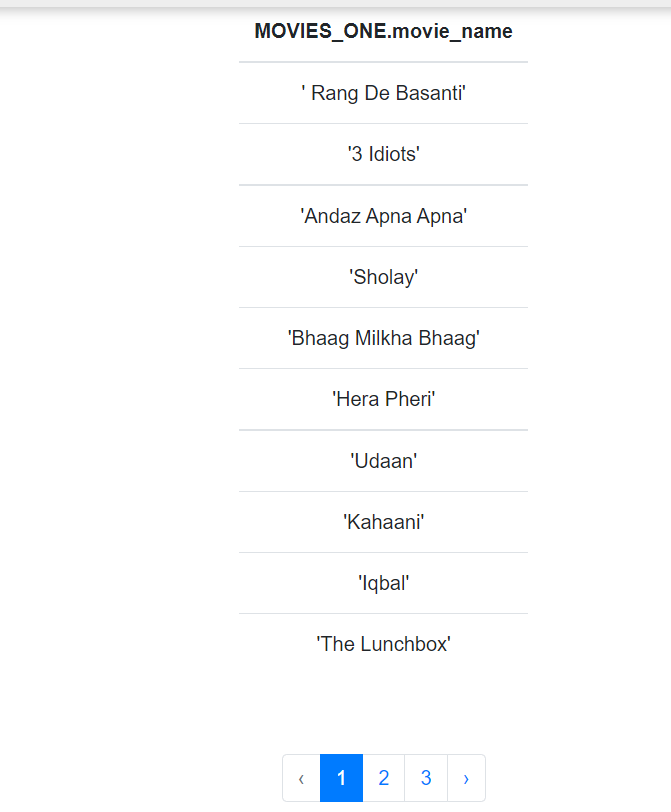 MOVIES_ONE.movie_name
' Rang De Basanti'
'3 Idiots'
'Andaz Apna Apna'
'Sholay'
'Bhaag Milkha Bhaag'
'Hera Pheri'
'Udaan'
'Kahaani'
'Iqbal'
'The Lunchbox'
‹ 1 2 3 ›